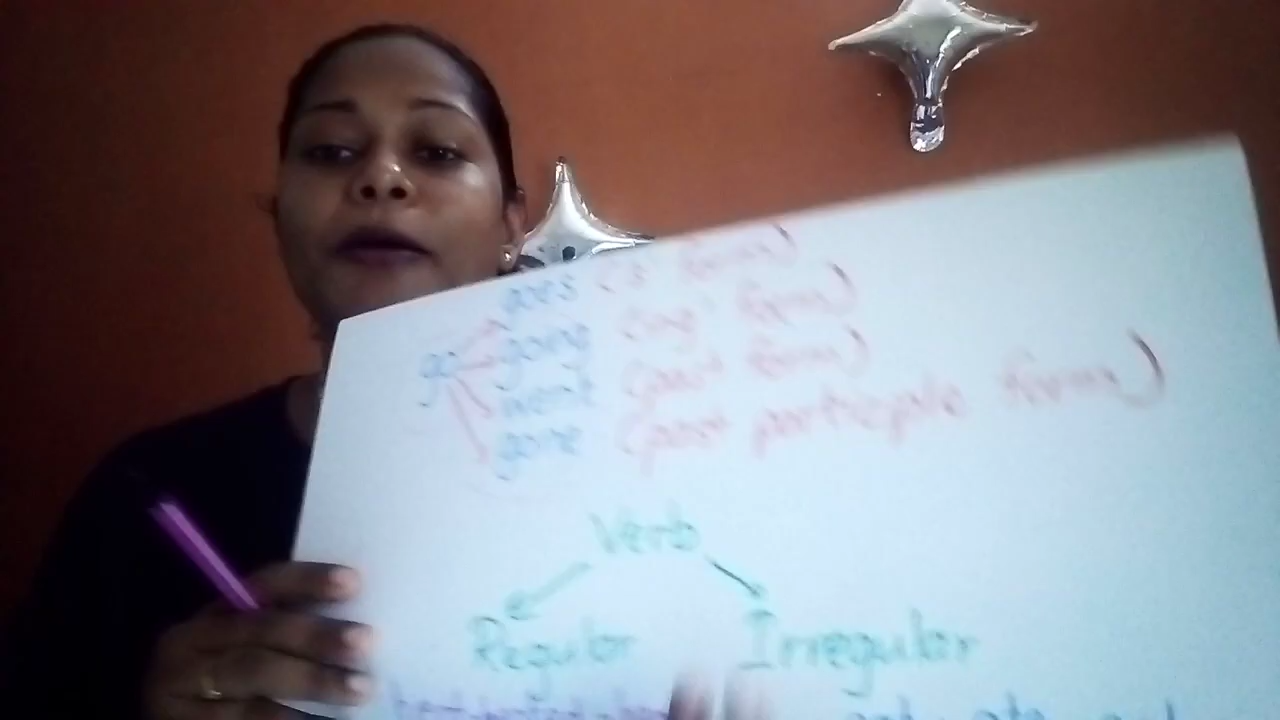 goes ('s' form)
go going ('ing' form)
went (past form)
gone (past participle form)
Verb
Regular Irregular